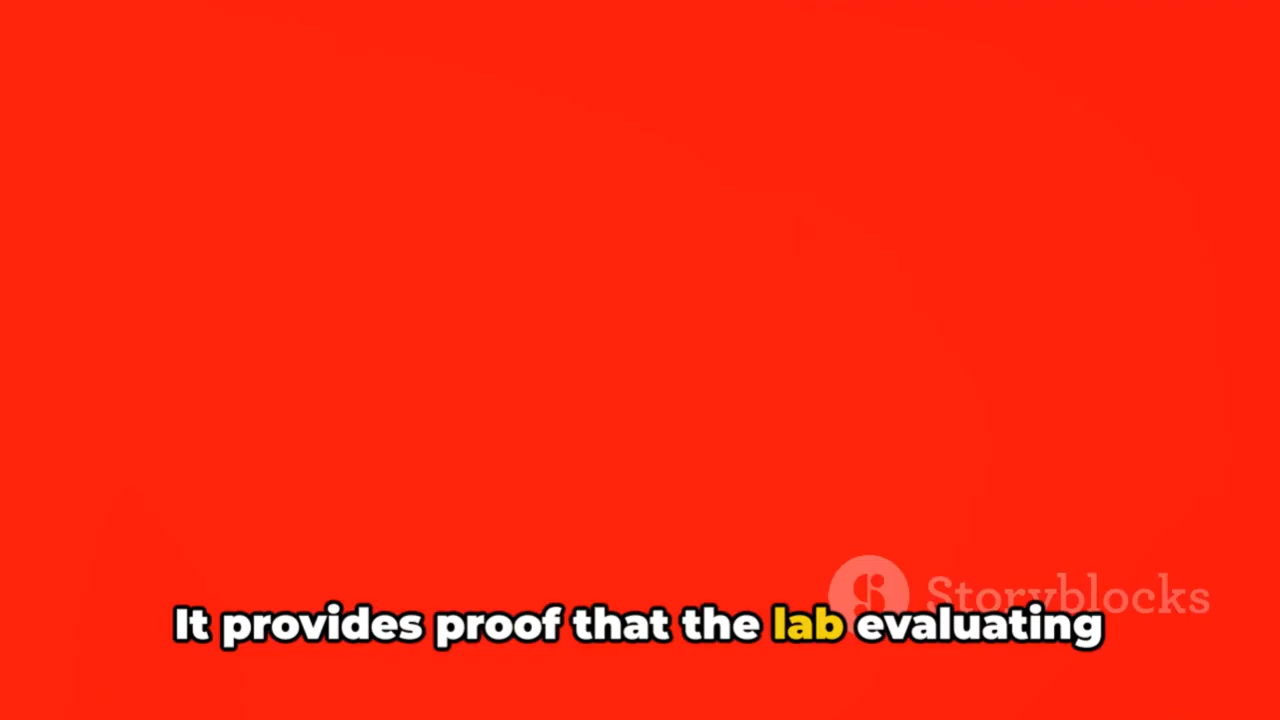 Storyblocks
It provides proof that the lab evaluating